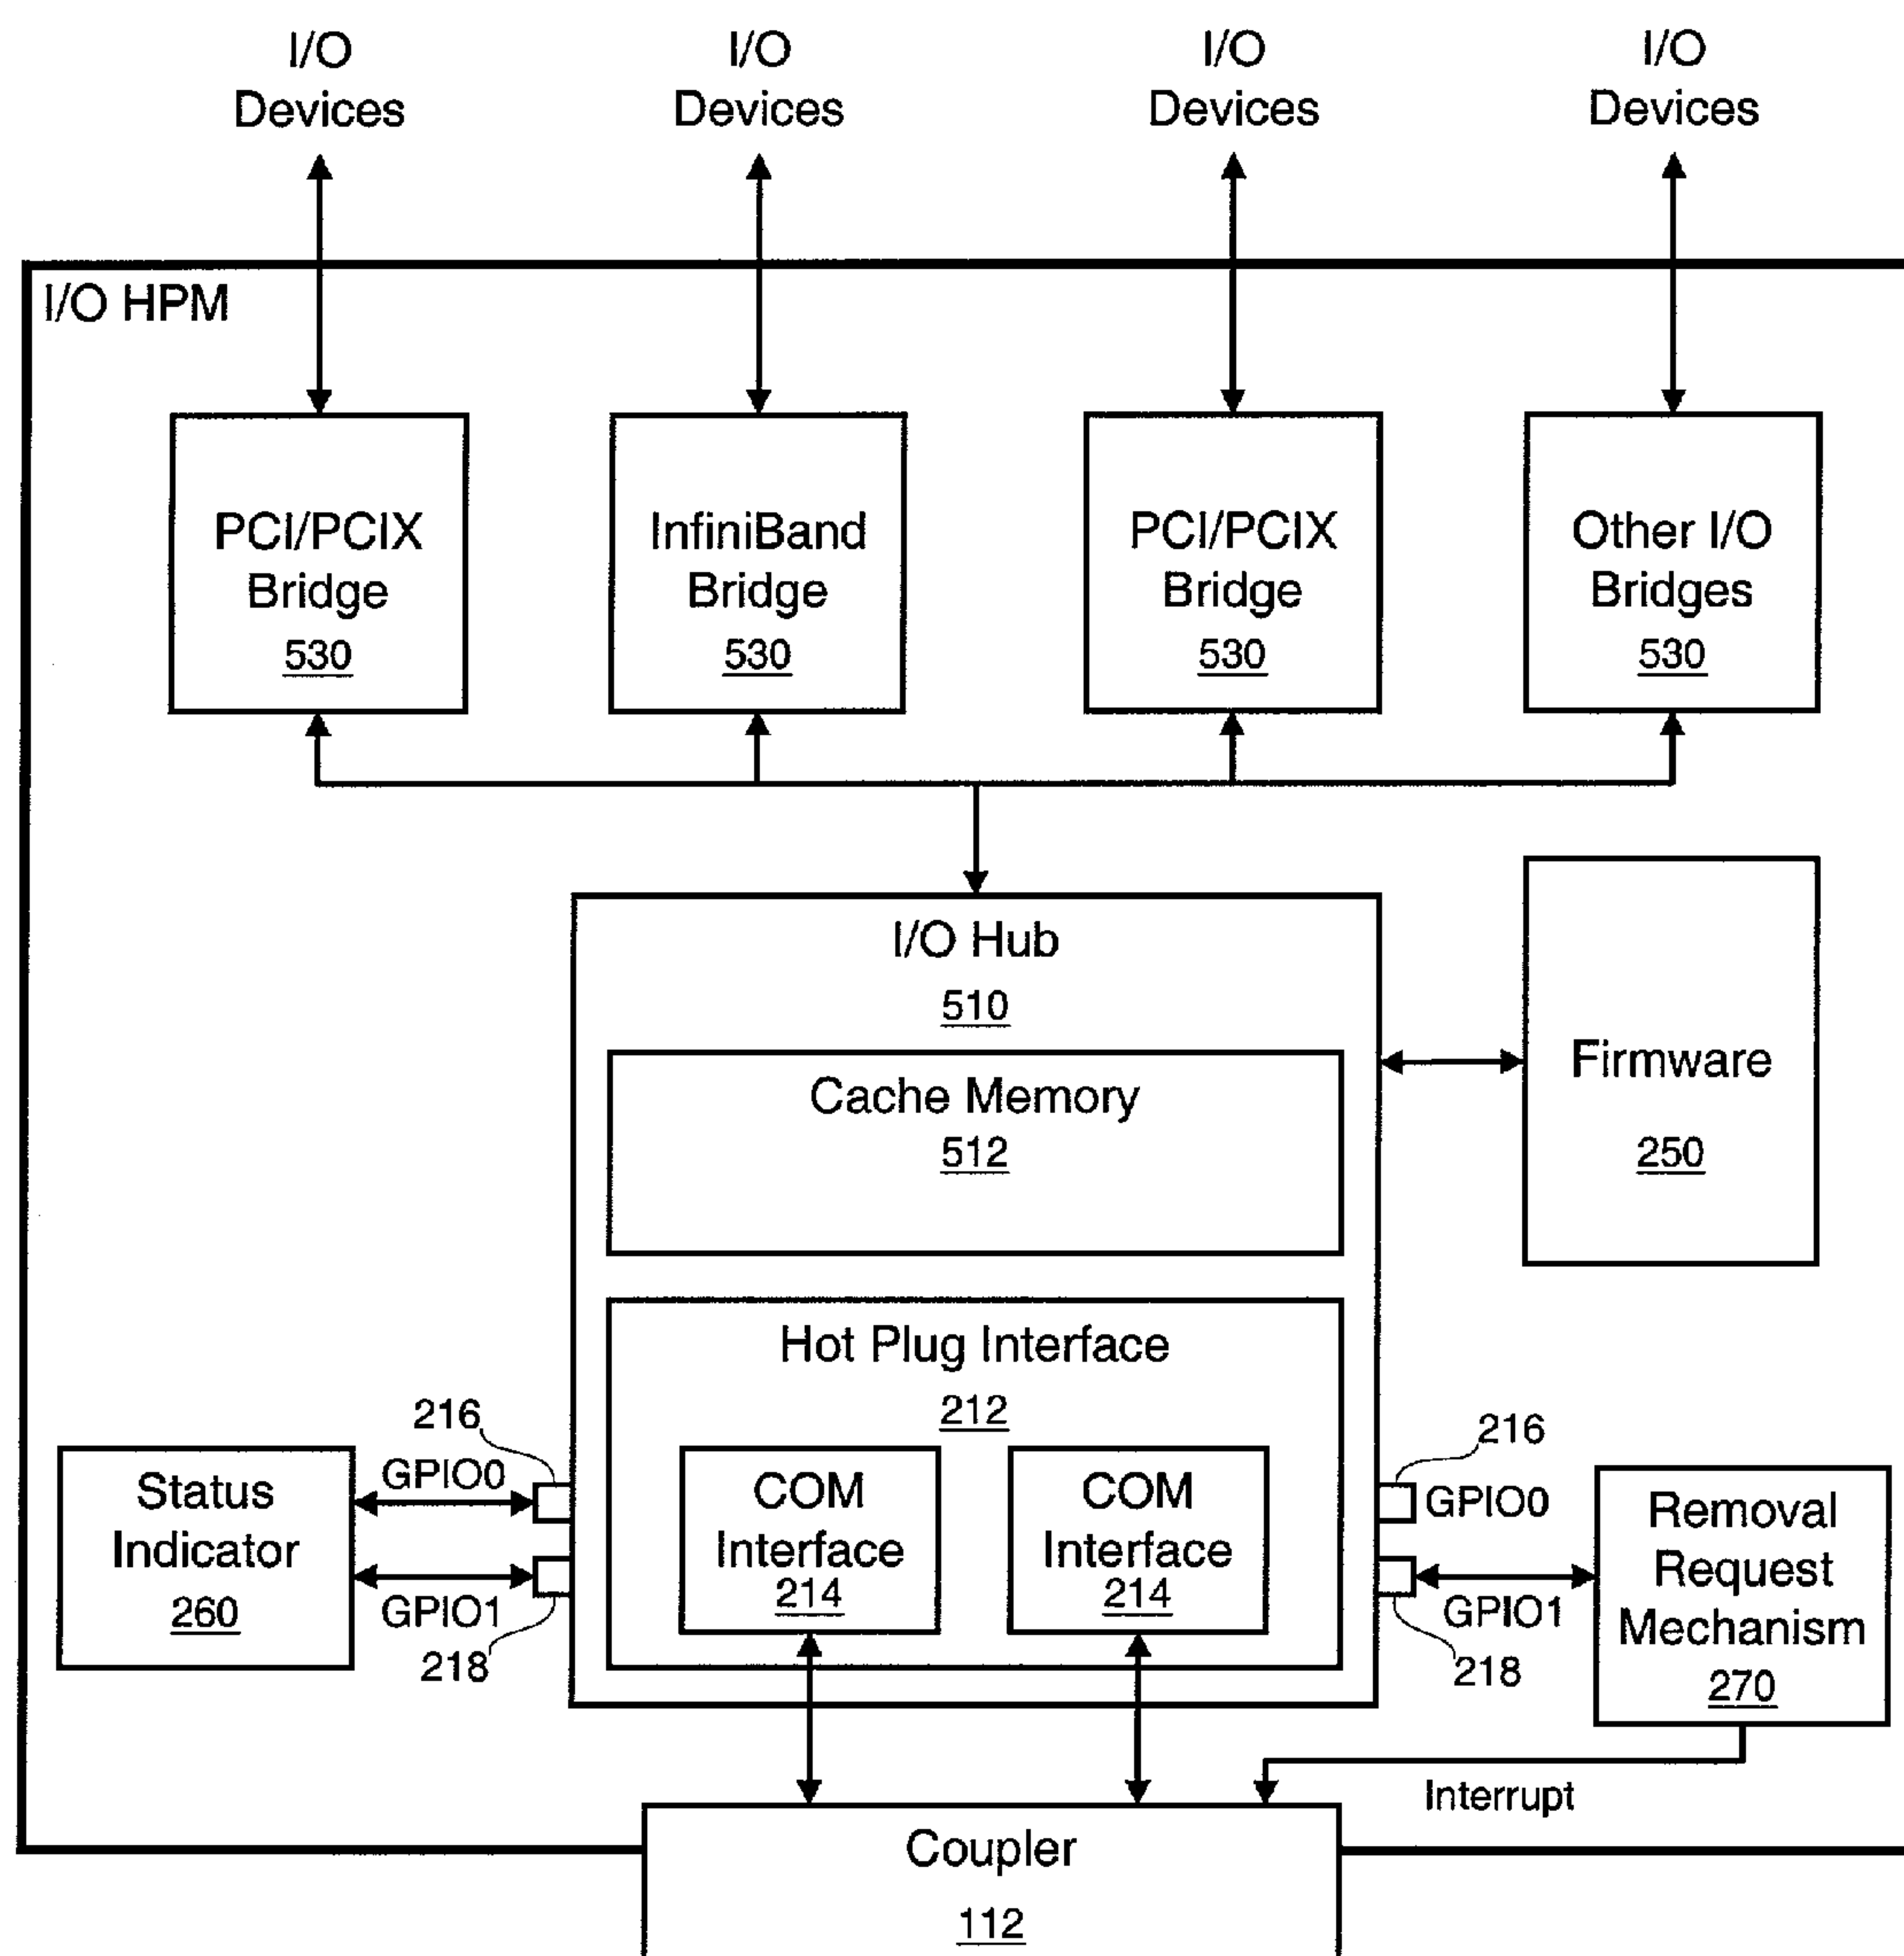 I/O
Devices
I/O
Devices
I/O
Devices
I/O
Devices
I/O HPM
PCI/PCIX
Bridge
530
InfiniBand
Bridge
530
PCI/PCIX
Bridge
530
Other I/O
Bridges
530
I/O Hub
510
Cache Memory
512
Firmware
250
Hot Plug Interface
212
COM
Interface
214
COM
Interface
214
216
GPIO0
GPIO1
218
Status
Indicator
260
216
GPIO0
GPIO1
218
Removal
Request
Mechanism
270
Interrupt
Coupler
112